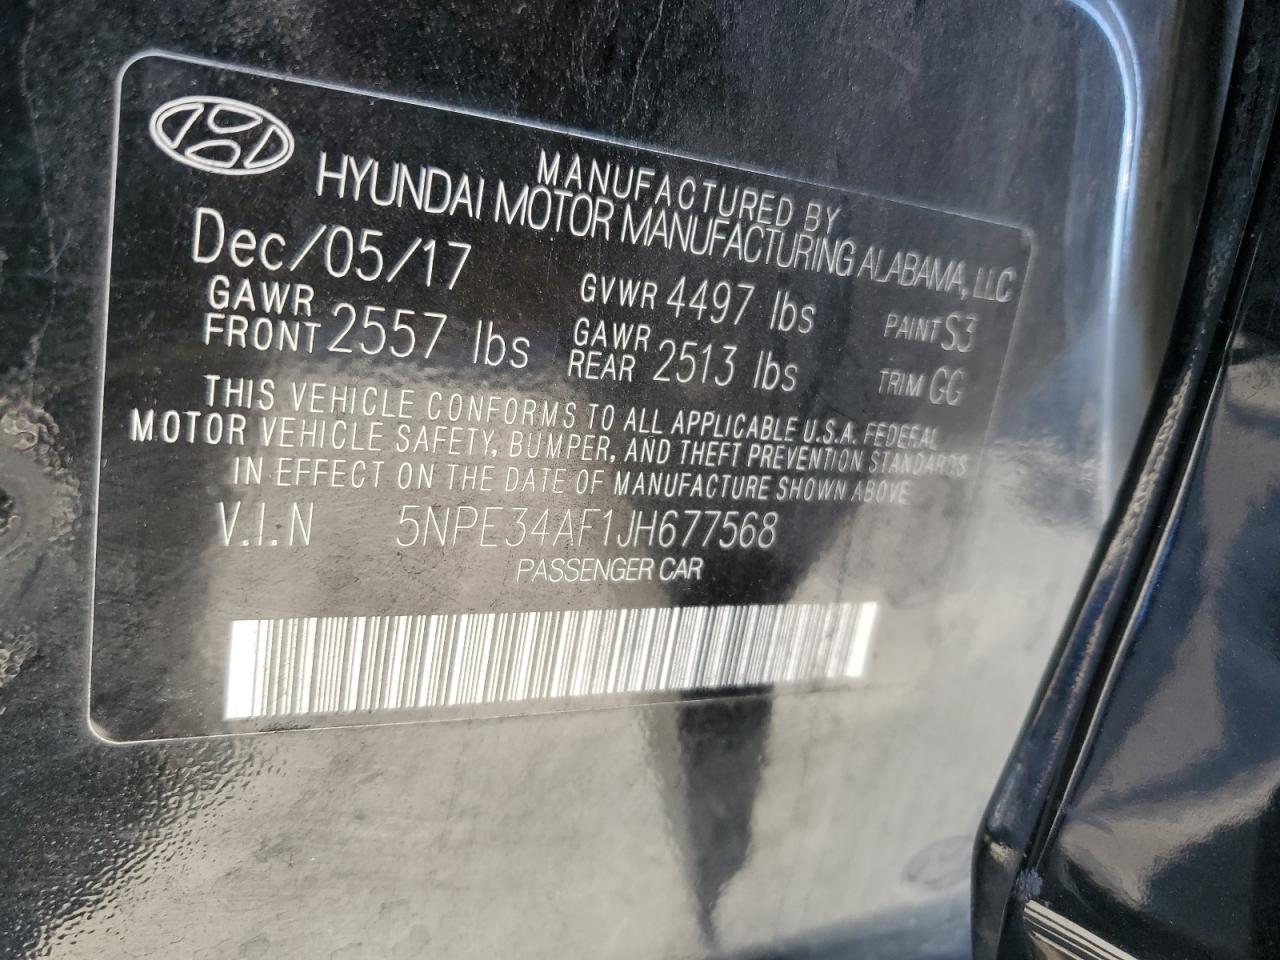 MANUFACTURED BY
HYUNDAI MOTOR MANUFACTURING ALABAMA, LLC
Dec/05/17 GVWR 4497 lbs PAINT S3
GAWR FRONT 2557 lbs GAWR REAR 2513 lbs TRIM GG
THIS VEHICLE CONFORMS TO ALL APPLICABLE U.S.A. FEDERAL
MOTOR VEHICLE SAFETY, BUMPER, AND THEFT PREVENTION STANDARDS
IN EFFECT ON THE DATE OF MANUFACTURE SHOWN ABOVE
V.I.N 5NPE34AF1JH677568
PASSENGER CAR